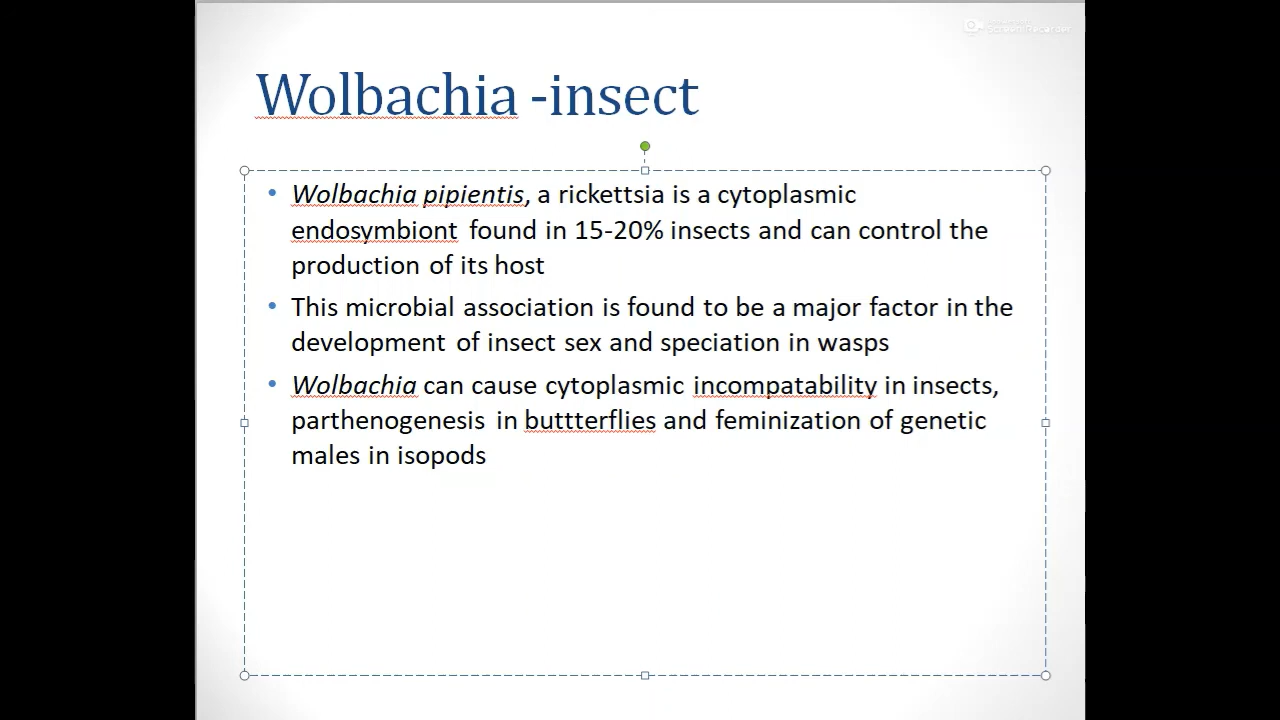 ScreenRecorder
Wolbachia -insect
• Wolbachia pipientis, a rickettsia is a cytoplasmic
endosymbiont found in 15-20% insects and can control the
production of its host
• This microbial association is found to be a major factor in the
development of insect sex and speciation in wasps
• Wolbachia can cause cytoplasmic incompatability in insects,
parthenogenesis in buttterflies and feminization of genetic
males in isopods